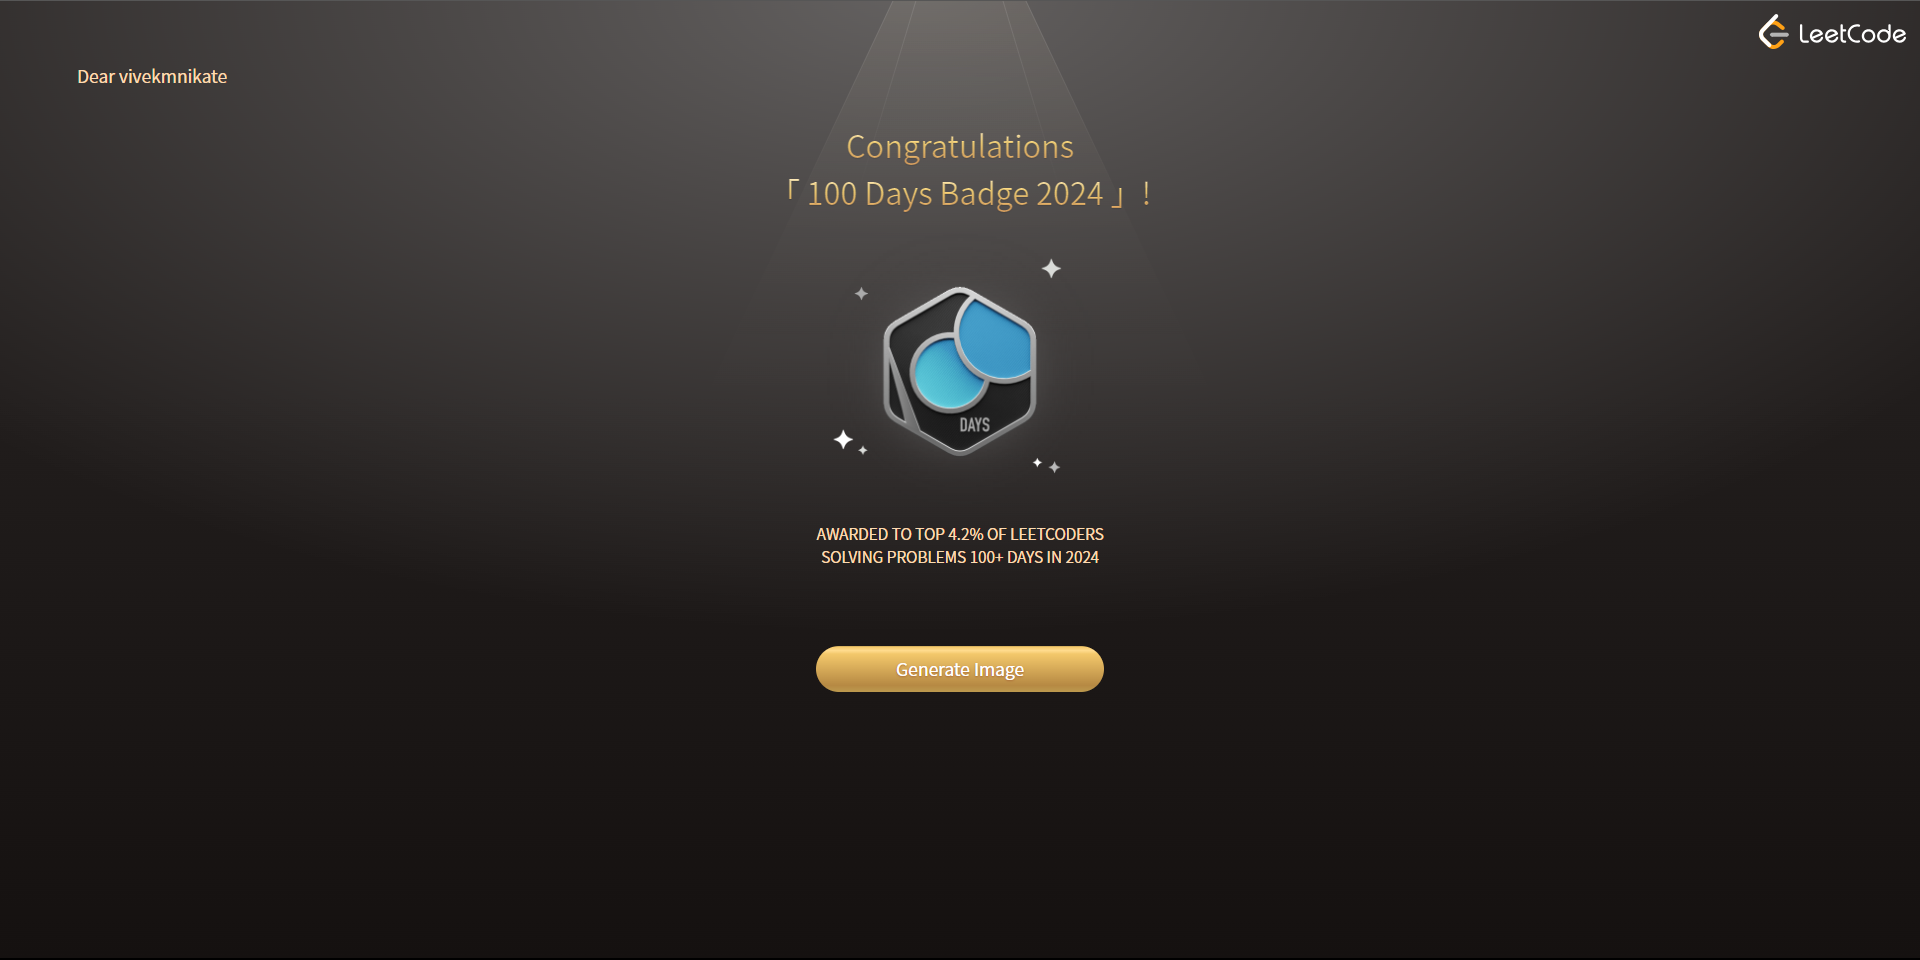 LeetCode
Dear vivekmnikate
Congratulations
「 100 Days Badge 2024 」!
DAYS
AWARDED TO TOP 4.2% OF LEETCODERS
SOLVING PROBLEMS 100+ DAYS IN 2024
Generate Image